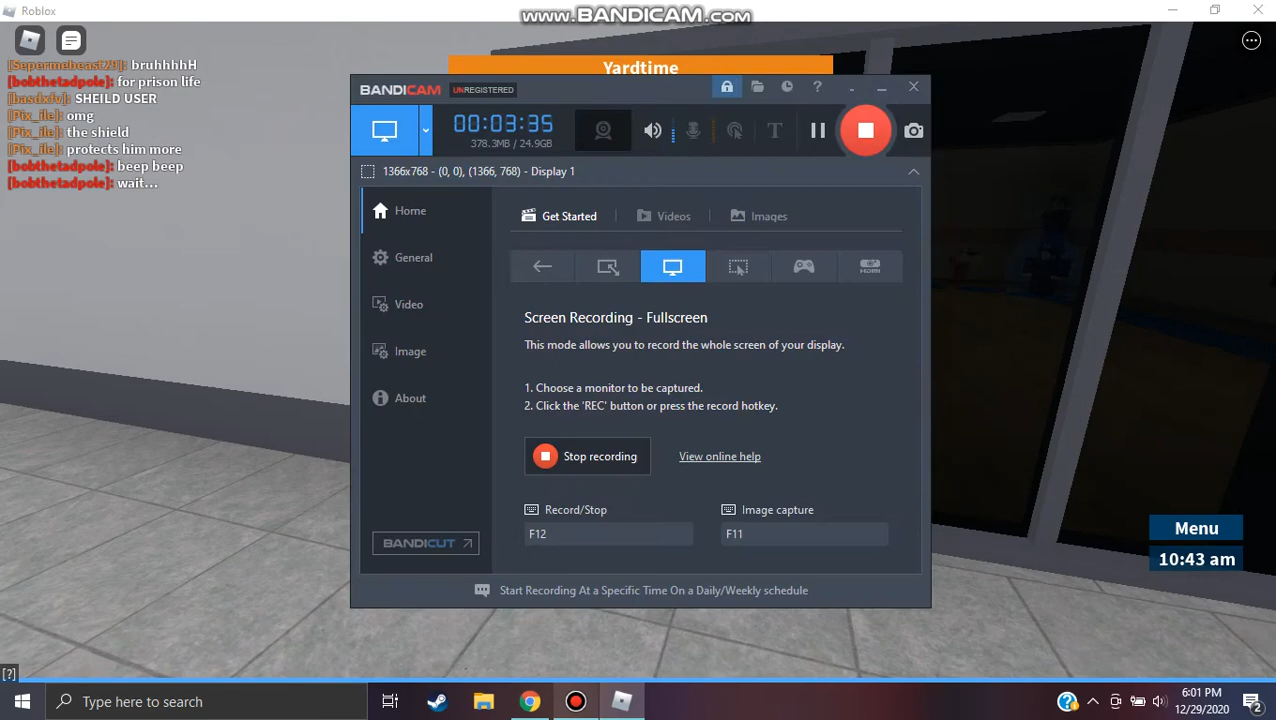 Roblox
www.BANDICAM.com
[Sepermebeast29]: bruhhhhH
[bobthetadpole]: for prison life
[basdxfv]: SHEILD USER
[Pix_ile]: omg
[Pix_ile]: the shield
[Pix_ile]: protects him more
[bobthetadpole]: beep beep
[bobthetadpole]: wait...
Yardtime
BANDICAM UNREGISTERED
00:03:35
378.3MB / 24.9GB
1366x768 - (0, 0), (1366, 768) - Display 1
Home
General
Video
Image
About
BANDICUT
Get Started
Videos
Images
HDMI
Screen Recording - Fullscreen
This mode allows you to record the whole screen of your display.
1. Choose a monitor to be captured.
2. Click the 'REC' button or press the record hotkey.
Stop recording
View online help
Record/Stop
Image capture
F12
F11
Start Recording At a Specific Time On a Daily/Weekly schedule
Menu
10:43 am
[?]
Type here to search
6:01 PM
12/29/2020
2